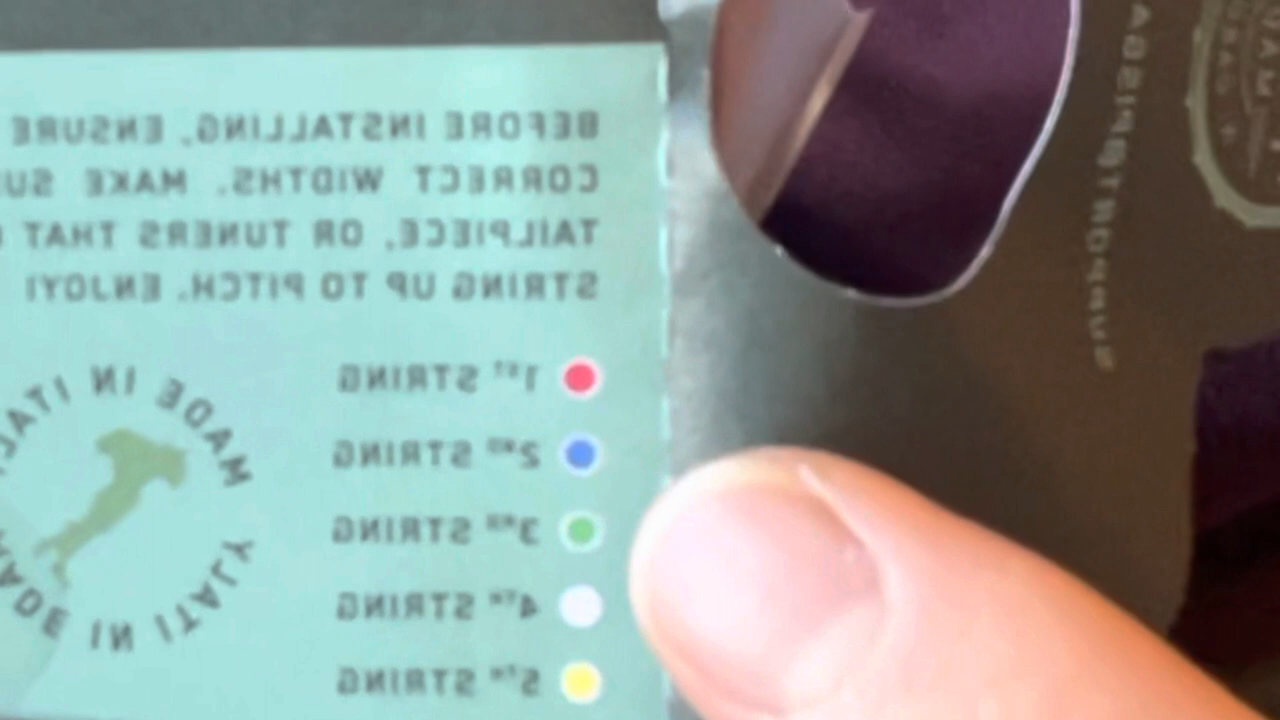 BEFORE INSTALLING, ENSURE
CORRECT WIDTHS. MAKE
TAILPIECE, OR TUNERS THAT
STRING UP TO PITCH. ENJOY!
1ST STRING
2ND STRING
3RD STRING
4TH STRING
5TH STRING
MADE IN ITALY
MADE IN ITALY